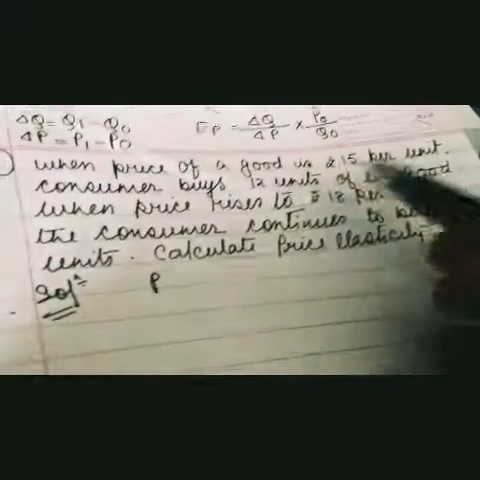 ΔQ = Q1 - Q0
ΔP = P1 - P0
EP = ΔQ/ΔP × P0/Q0
when price of a good is ₹ 15 per unit.
consumer buys 12 units of good
when price rises to ₹ 18 per
the consumer continues to
units. Calculate Price Elasticity
Solⁿ P